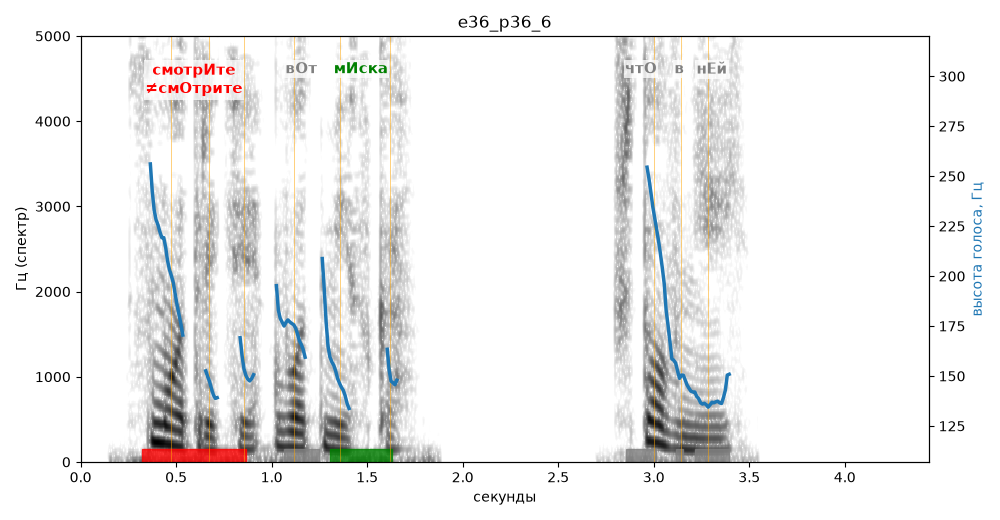 e36_p36_6
смотрИте
≠смОтрите
вОт
мИска
чтО
в
нЕй
5000
4000
3000
2000
1000
0
Гц (спектр)
300
275
250
225
200
175
150
125
высота голоса, Гц
0.0 0.5 1.0 1.5 2.0 2.5 3.0 3.5 4.0
секунды